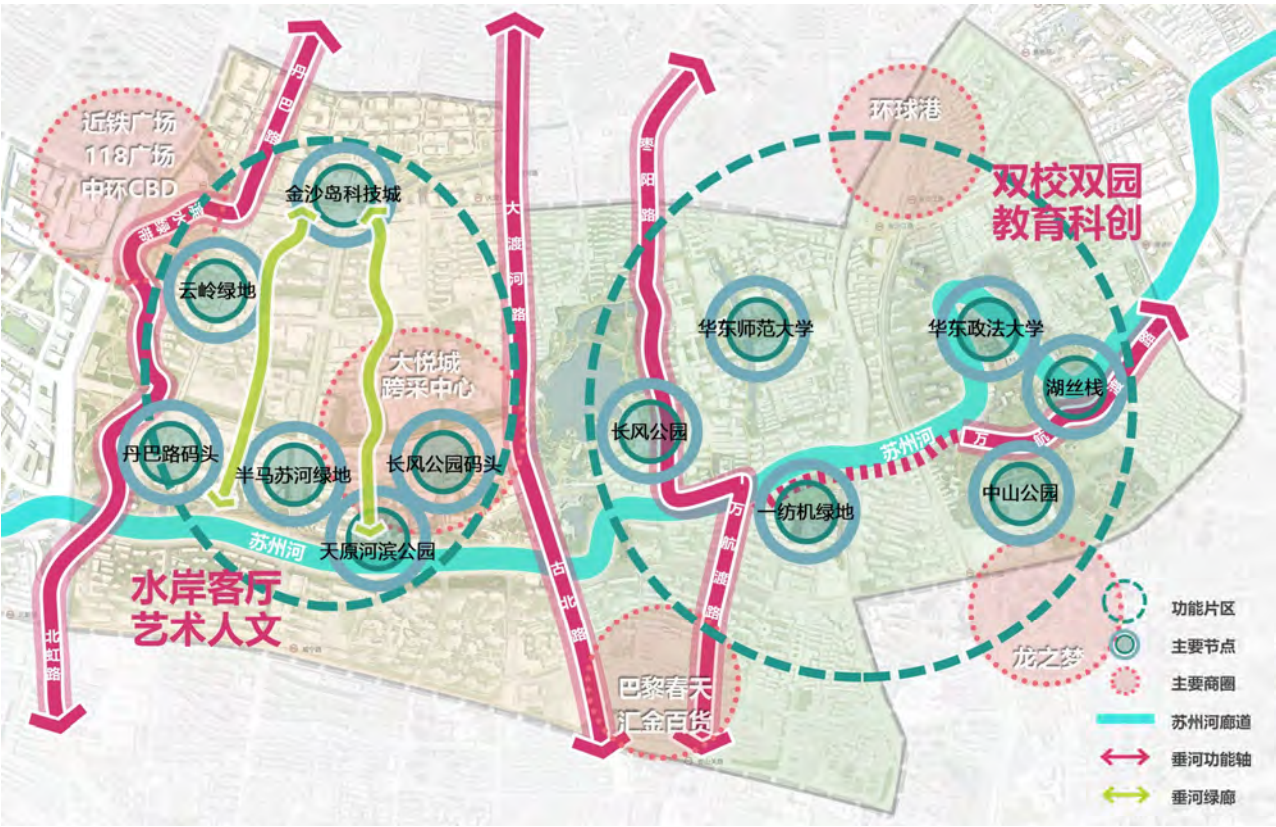 近铁广场
118广场
中环CBD
丹巴路
金沙岛科技城
云岭绿地
大渡河路
枣阳路
环球港
双校双园
教育科创
华东师范大学
华东政法大学
湖丝栈
大悦城
跨采中心
丹巴路码头
半马苏河绿地
长风公园码头
长风公园
苏州河
万航渡路
中山公园
一纺机绿地
天原河滨公园
苏州河
万航渡路
水岸客厅
艺术人文
古北路
北虹路
巴黎春天
汇金百货
龙之梦
功能片区
主要节点
主要商圈
苏州河廊道
垂河功能轴
垂河绿廊